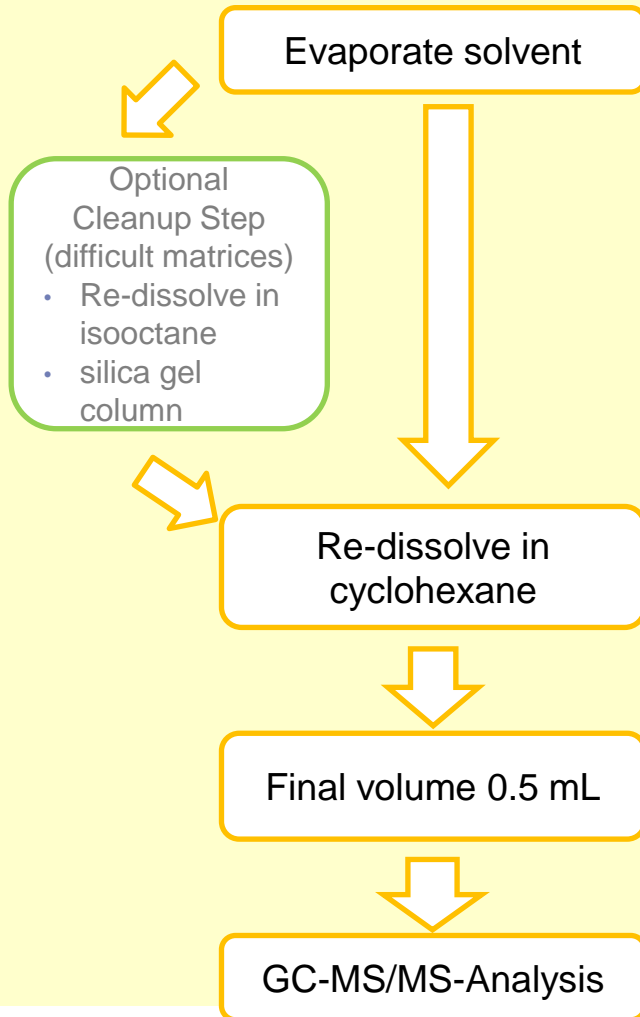 Evaporate solvent
Optional
Cleanup Step
(difficult matrices)
• Re-dissolve in
isooctane
• silica gel
column
Re-dissolve in
cyclohexane
Final volume 0.5 mL
GC-MS/MS-Analysis